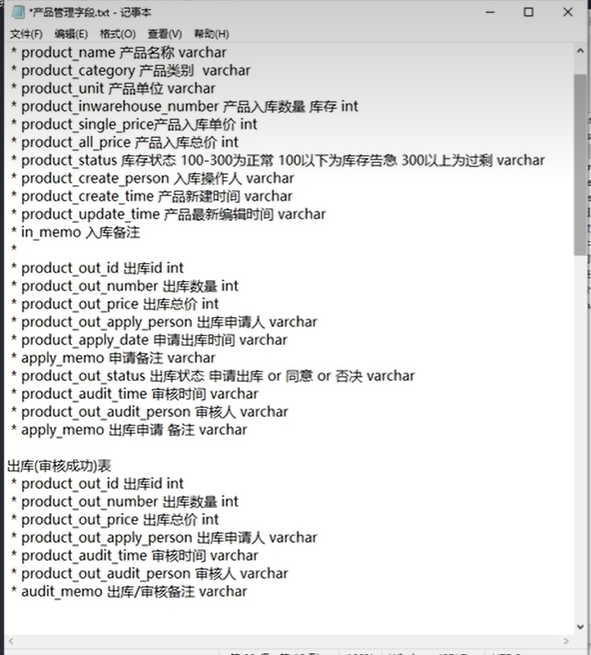 *产品管理字段.txt - 记事本
文件(F) 编辑(E) 格式(O) 查看(V) 帮助(H)
* product_name 产品名称 varchar
* product_category 产品类别 varchar
* product_unit 产品单位 varchar
* product_inwarehouse_number 产品入库数量 库存 int
* product_single_price产品入库单价 int
* product_all_price 产品入库总价 int
* product_status 库存状态 100-300为正常 100以下为库存告急 300以上为过剩 varchar
* product_create_person 入库操作人 varchar
* product_create_time 产品新建时间 varchar
* product_update_time 产品最新编辑时间 varchar
* in_memo 入库备注
*
* product_out_id 出库id int
* product_out_number 出库数量 int
* product_out_price 出库总价 int
* product_out_apply_person 出库申请人 varchar
* product_apply_date 申请出库时间 varchar
* apply_memo 申请备注 varchar
* product_out_status 出库状态 申请出库 or 同意 or 否决 varchar
* product_audit_time 审核时间 varchar
* product_out_audit_person 审核人 varchar
* apply_memo 出库申请 备注 varchar
出库(审核成功)表
* product_out_id 出库id int
* product_out_number 出库数量 int
* product_out_price 出库总价 int
* product_out_apply_person 出库申请人 varchar
* product_audit_time 审核时间 varchar
* product_out_audit_person 审核人 varchar
* audit_memo 出库/审核备注 varchar